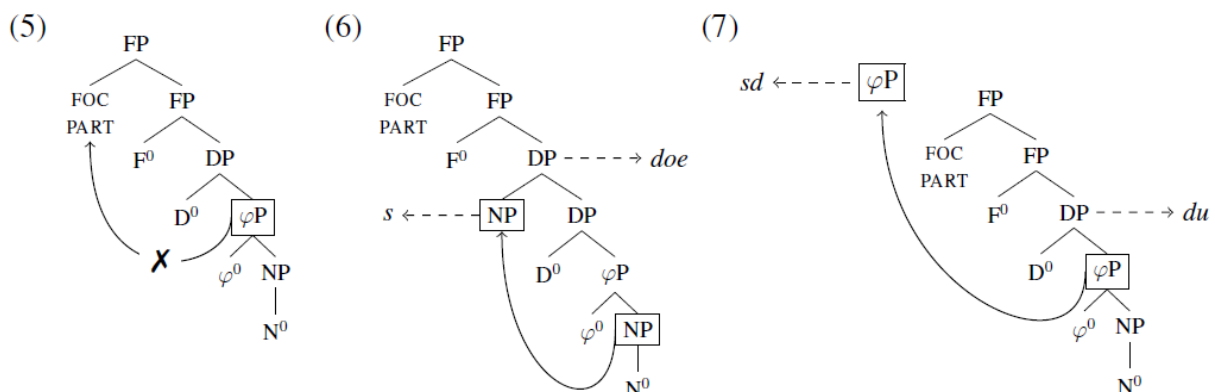 (5) (6) (7)
FP FP
sd φP
FOC FP FOC FP FP
PART PART
F⁰ DP F⁰ DP doe FOC FP
PART
D⁰ φP s NP DP F⁰ DP du
✗ φ⁰ NP D⁰ φP D⁰ φP
N⁰ φ⁰ NP φ⁰ NP
N⁰ N⁰